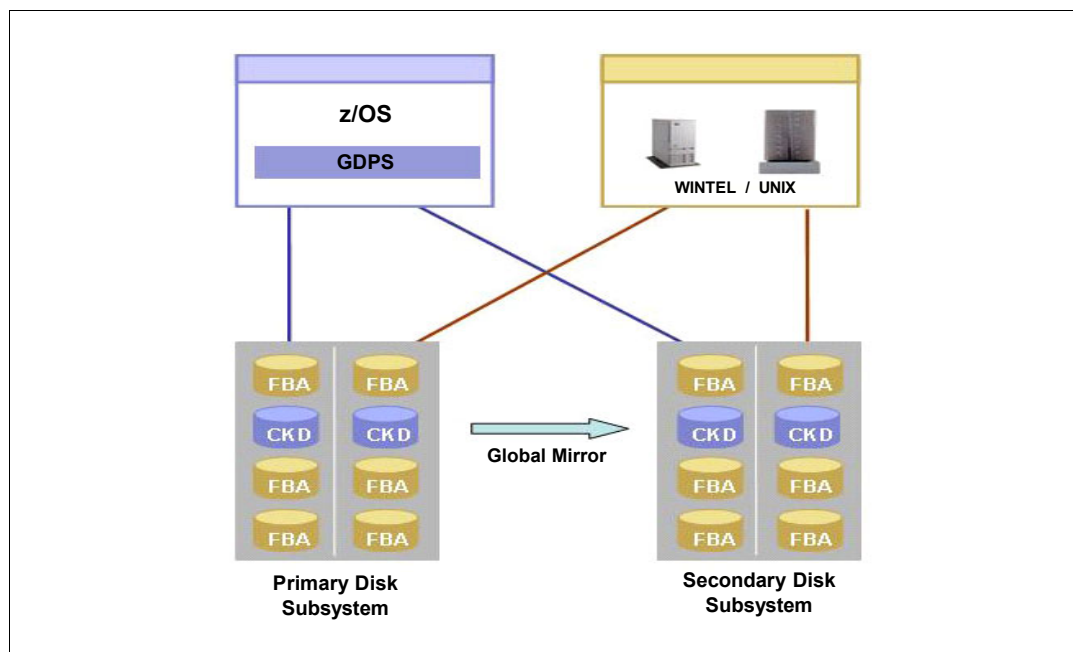 z/OS
GDPS
WINTEL / UNIX
FBA FBA
CKD CKD
FBA FBA
FBA FBA
Global Mirror
FBA FBA
CKD CKD
FBA FBA
FBA FBA
Primary Disk
Subsystem
Secondary Disk
Subsystem